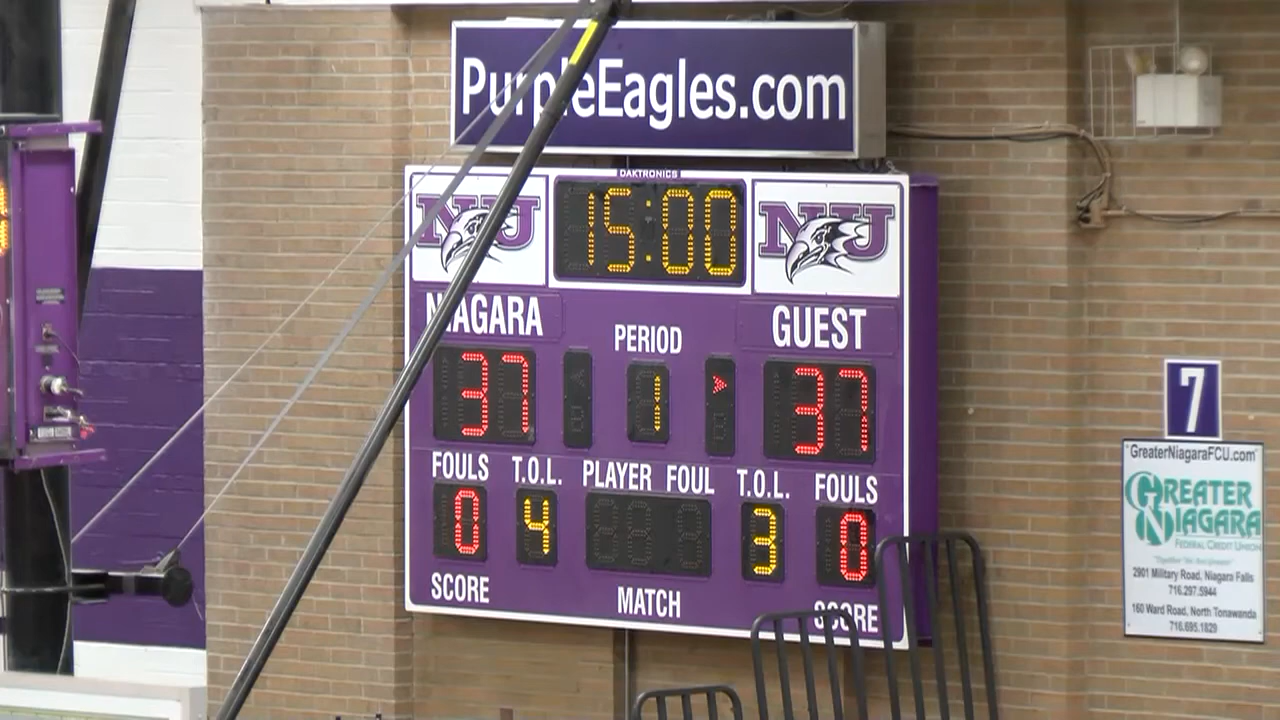 PurpleEagles.com
DAKTRONICS
NU 15:00 NU
NIAGARA PERIOD GUEST
37 1 37
FOULS T.O.L. PLAYER FOUL T.O.L. FOULS
0 4 3 0
SCORE MATCH SCORE
7
"GreaterNiagaraFCU.com"
GREATER
NIAGARA
FEDERAL CREDIT UNION
2901 Military Road, Niagara Falls
716.297.5944
160 Ward Road, North Tonawanda
716.695.1829